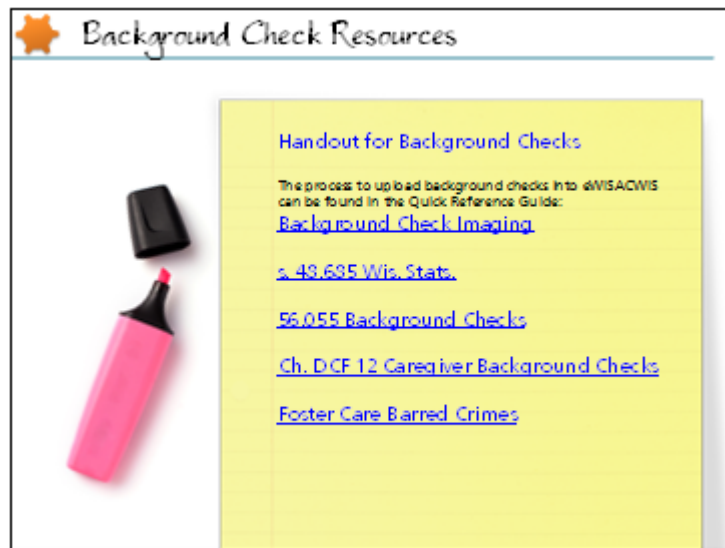 Background Check Resources
Handout for Background Checks
The process to upload background checks into eWISACWIS
can be found in the Quick Reference Guide:
Background Check Imaging
s. 48.685 Wis. Stats.
56.055 Background Checks
Ch. DCF 12 Caregiver Background Checks
Foster Care Barred Crimes